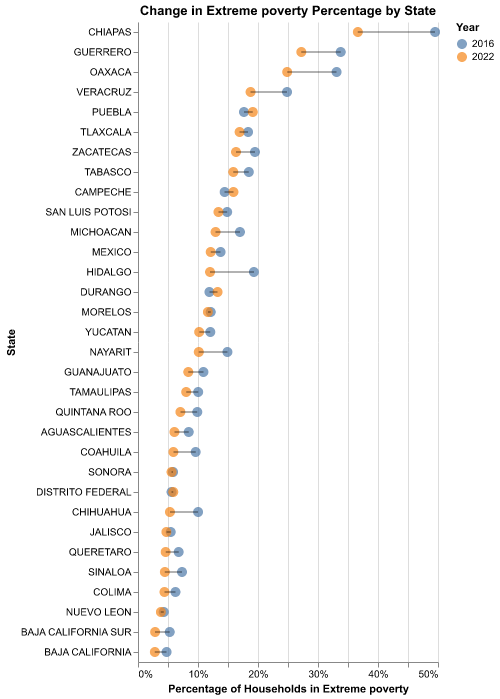 Change in Extreme poverty Percentage by State
Year
2016
2022
CHIAPAS
GUERRERO
OAXACA
VERACRUZ
PUEBLA
TLAXCALA
ZACATECAS
TABASCO
CAMPECHE
SAN LUIS POTOSI
MICHOACAN
MEXICO
HIDALGO
DURANGO
MORELOS
YUCATAN
NAYARIT
GUANAJUATO
TAMAULIPAS
QUINTANA ROO
AGUASCALIENTES
COAHUILA
SONORA
DISTRITO FEDERAL
CHIHUAHUA
JALISCO
QUERETARO
SINALOA
COLIMA
NUEVO LEON
BAJA CALIFORNIA SUR
BAJA CALIFORNIA
State
0% 10% 20% 30% 40% 50%
Percentage of Households in Extreme poverty